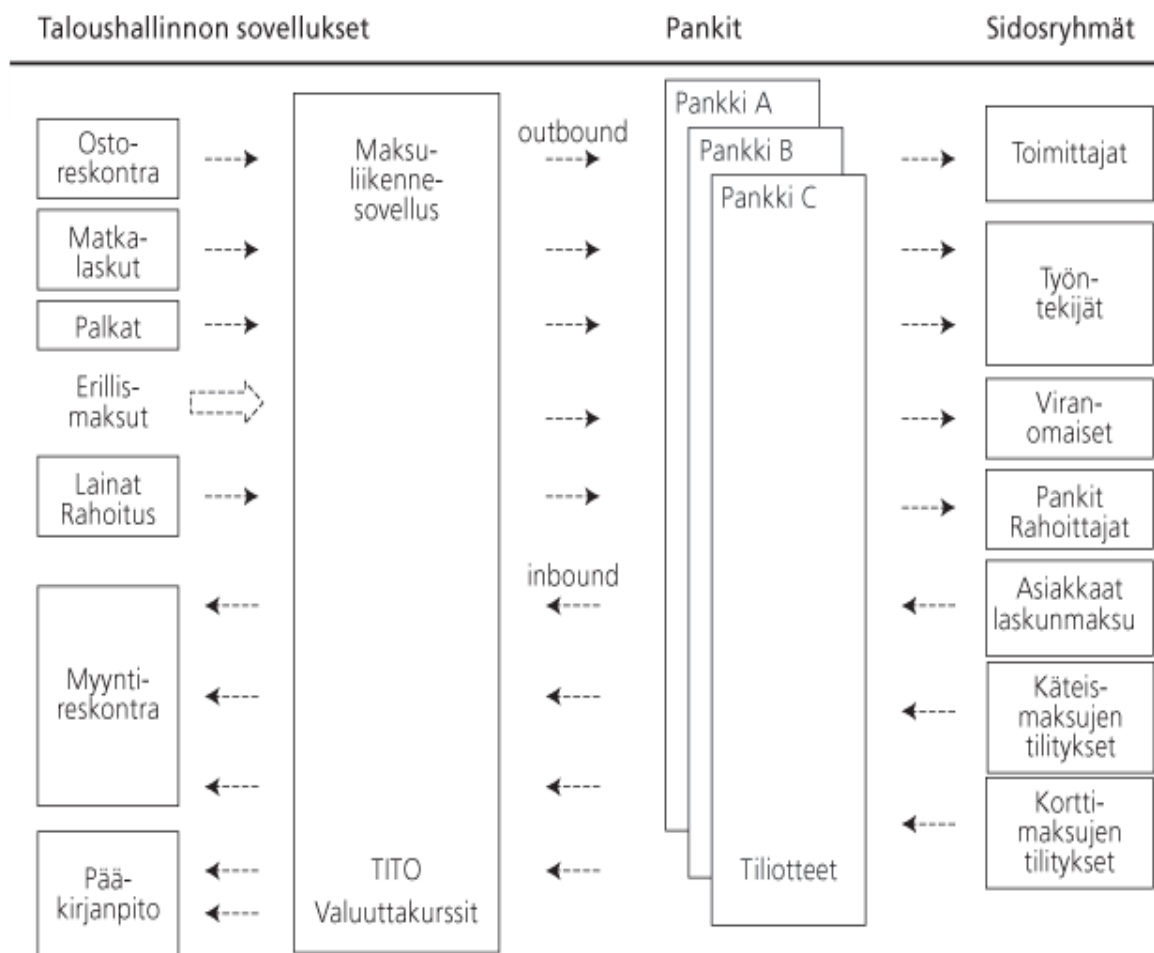 Taloushallinnon sovellukset
Pankit
Sidosryhmät
Osto-
reskontra
Matka-
laskut
Palkat
Erillis-
maksut
Lainat
Rahoitus
Myynti-
reskontra
Pää-
kirjanpito
Maksu-
liikenne-
sovellus
TITO
Valuuttakurssit
outbound
inbound
Pankki A
Pankki B
Pankki C
Tiliotteet
Toimittajat
Työn-
tekijät
Viran-
omaiset
Pankit
Rahoittajat
Asiakkaat
laskunmaksu
Käteis-
maksujen
tilitykset
Kortti-
maksujen
tilitykset